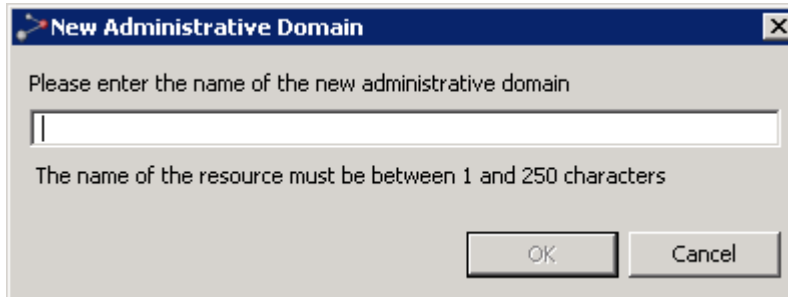 New Administrative Domain
Please enter the name of the new administrative domain
The name of the resource must be between 1 and 250 characters
OK Cancel